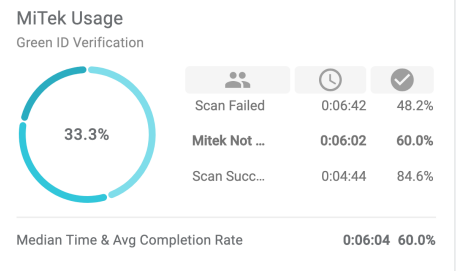 MiTek Usage
Green ID Verification
33.3%
Scan Failed 0:06:42 48.2%
Mitek Not ... 0:06:02 60.0%
Scan Succ... 0:04:44 84.6%
Median Time & Avg Completion Rate 0:06:04 60.0%